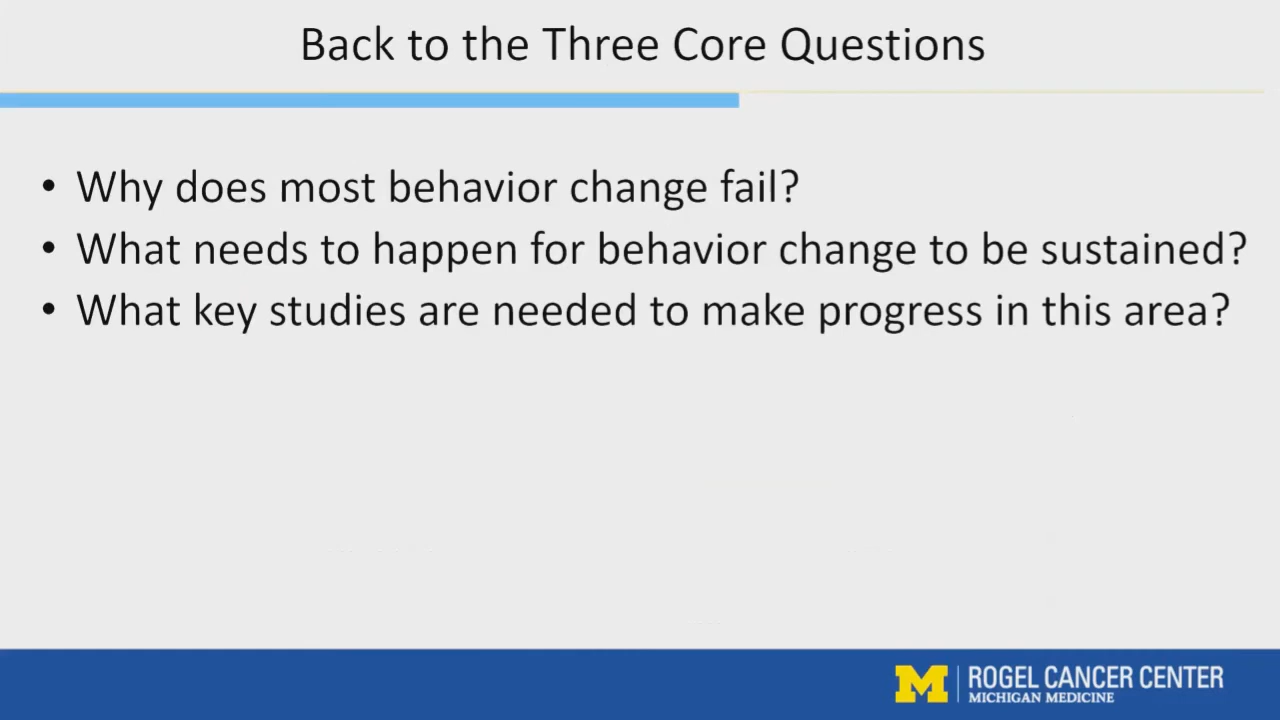 Back to the Three Core Questions
• Why does most behavior change fail?
• What needs to happen for behavior change to be sustained?
• What key studies are needed to make progress in this area?
M ROGEL CANCER CENTER
MICHIGAN MEDICINE